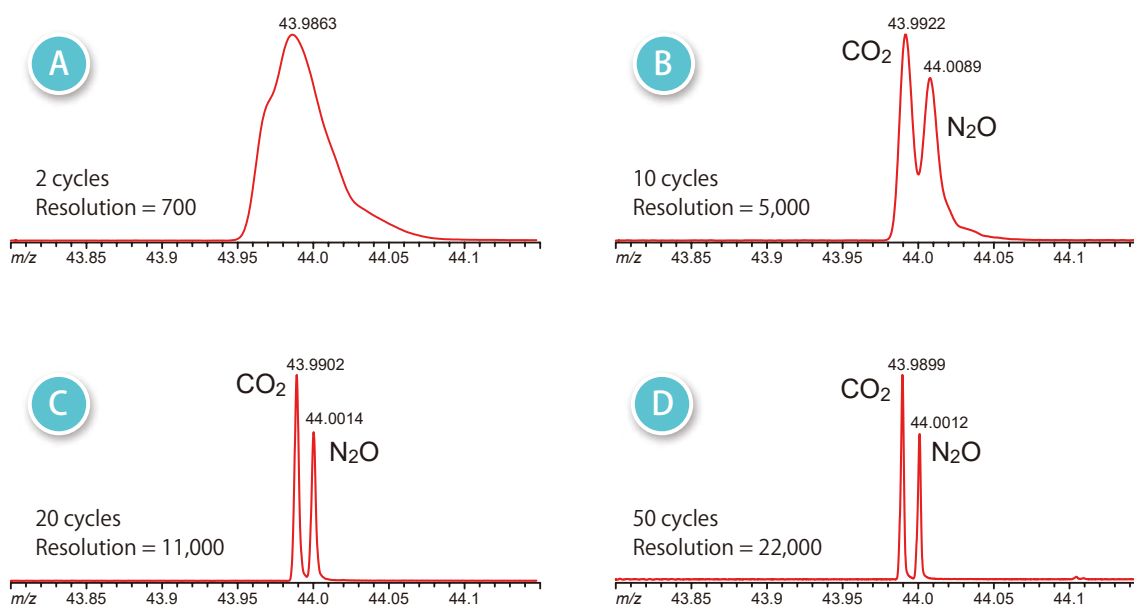 A
43.9863
2 cycles
Resolution = 700
m/z 43.85 43.9 43.95 44.0 44.05 44.1
B
43.9922
CO₂
44.0089
N₂O
10 cycles
Resolution = 5,000
m/z 43.85 43.9 43.95 44.0 44.05 44.1
C
43.9902
CO₂
44.0014
N₂O
20 cycles
Resolution = 11,000
m/z 43.85 43.9 43.95 44.0 44.05 44.1
D
43.9899
CO₂
44.0012
N₂O
50 cycles
Resolution = 22,000
m/z 43.85 43.9 43.95 44.0 44.05 44.1